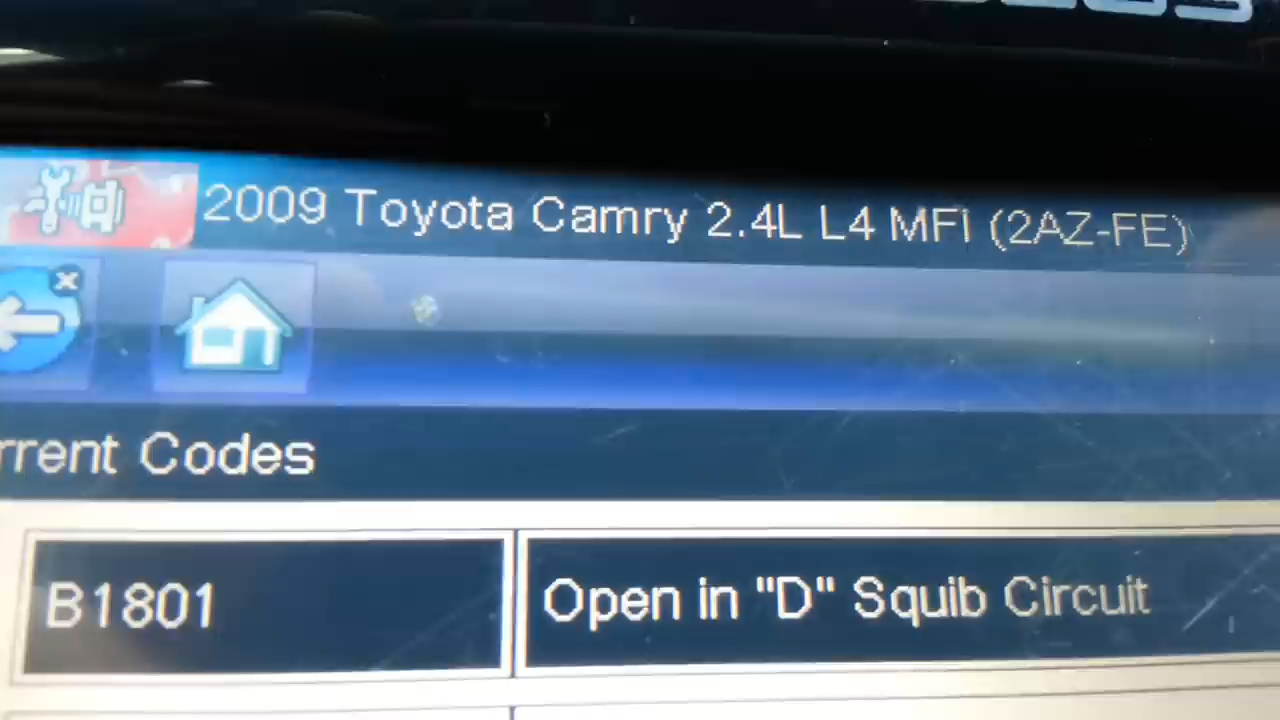 2009 Toyota Camry 2.4L L4 MFI (2AZ-FE)
rrent Codes
B1801
Open in "D" Squib Circuit